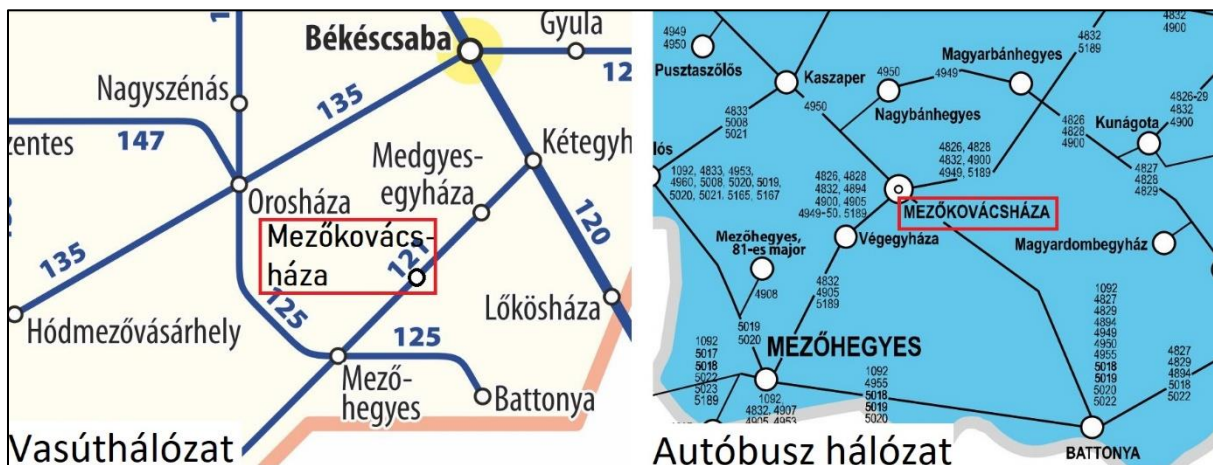 Békéscsaba
Gyula
12
135
Nagyszénás
zentes
147
Kétegyh
Medgyes-
egyháza
Orosháza
Mezőkovács-
háza
121
120
135
125
Hódmezővásárhely
Lőkösháza
125
Mező-
hegyes
Battonya
Vasúthálózat
4949
4950
Pusztaszőlős
Kaszaper
4950
4832
5189
Magyarbánhegyes
4950
4949
Nagybánhegyes
4832
4900
4826-29
4832
4900
Kunágota
4833
5008
5021
4826
4828
4900
4827
4828
4829
lós
1092, 4833, 4953,
4960, 5008, 5020, 5019,
5020, 5021. 5165, 5167
4826, 4828
4832, 4894
4900, 4905
4949-50. 5189
4826, 4828
4832, 4900
4949, 5189
MEZŐKOVÁCSHÁZA
Végegyháza
Magyardombegyház
Mezőhegyes,
81-es major
4908
4832
4905
5189
1092
4827
4829
4894
4949
4950
4955
5018
5019
5020
5022
5019
5020
MEZŐHEGYES
1092
5017
5018
5022
5023
5189
1092
4955
5018
5019
5020
4827
4829
4894
5018
5022
1092,
4832, 4907
4905, 4953
BATTONYA
Autóbusz hálózat